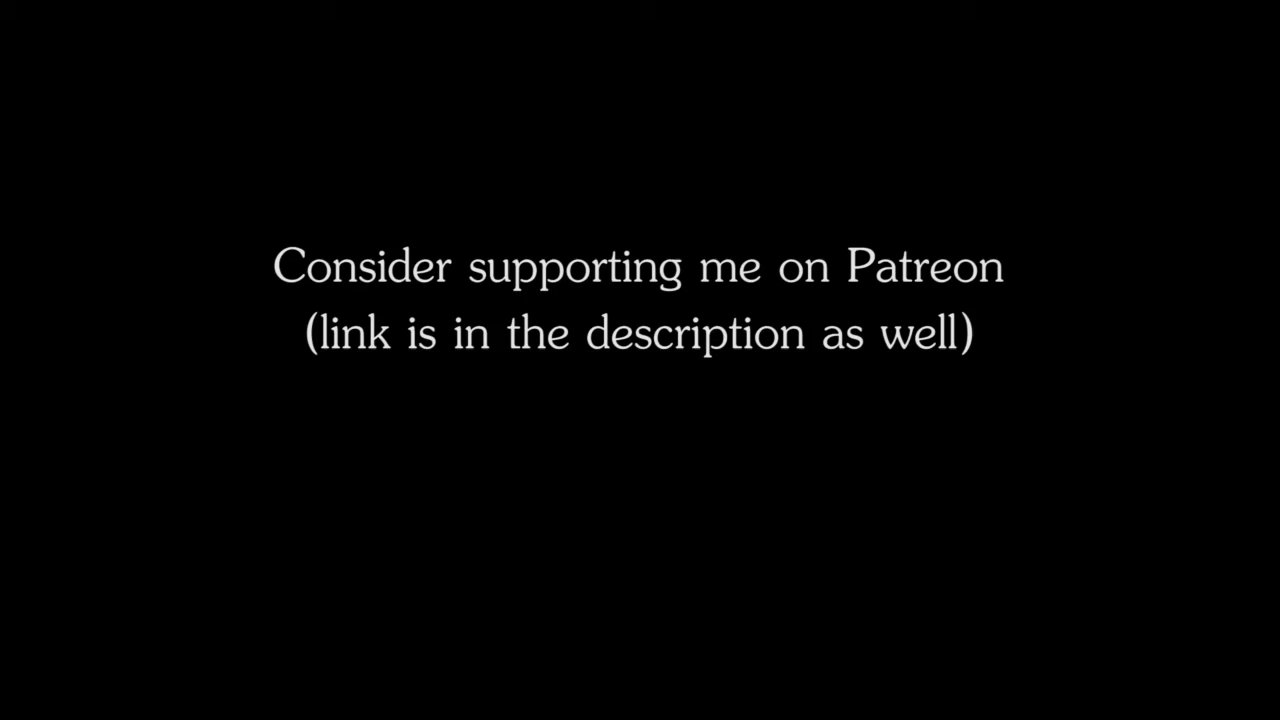 Consider supporting me on Patreon
(link is in the description as well)